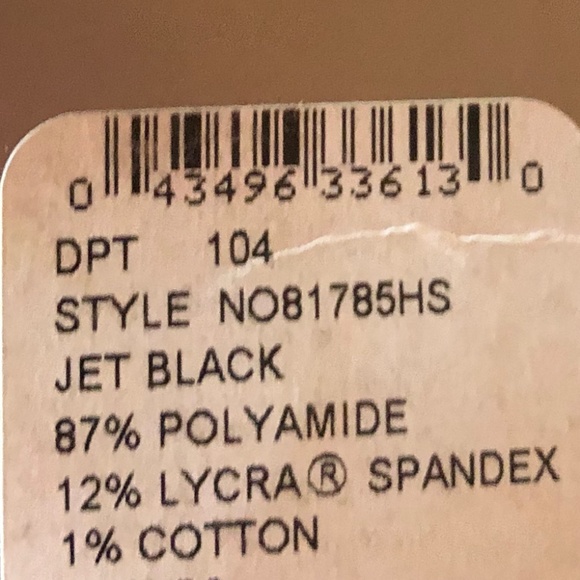 0 43496 33613 0
DPT 104
STYLE NO81785HS
JET BLACK
87% POLYAMIDE
12% LYCRA® SPANDEX
1% COTTON